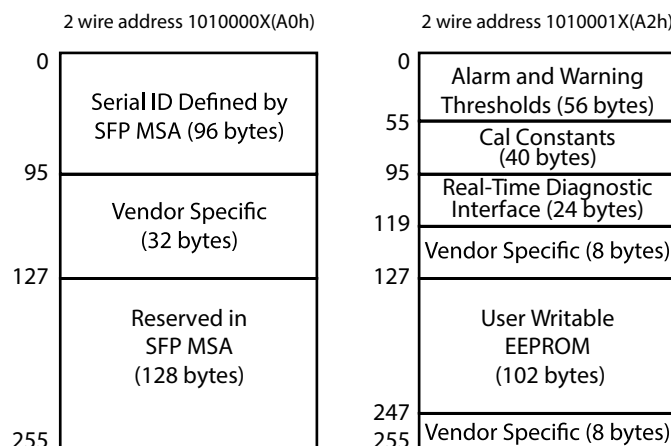 2 wire address 1010000X(A0h)
0
Serial ID Defined by
SFP MSA (96 bytes)
95
Vendor Specific
(32 bytes)
127
Reserved in
SFP MSA
(128 bytes)
255
2 wire address 1010001X(A2h)
0
Alarm and Warning
Thresholds (56 bytes)
55
Cal Constants
(40 bytes)
95
Real-Time Diagnostic
Interface (24 bytes)
119
Vendor Specific (8 bytes)
127
User Writable
EEPROM
(102 bytes)
247
Vendor Specific (8 bytes)
255